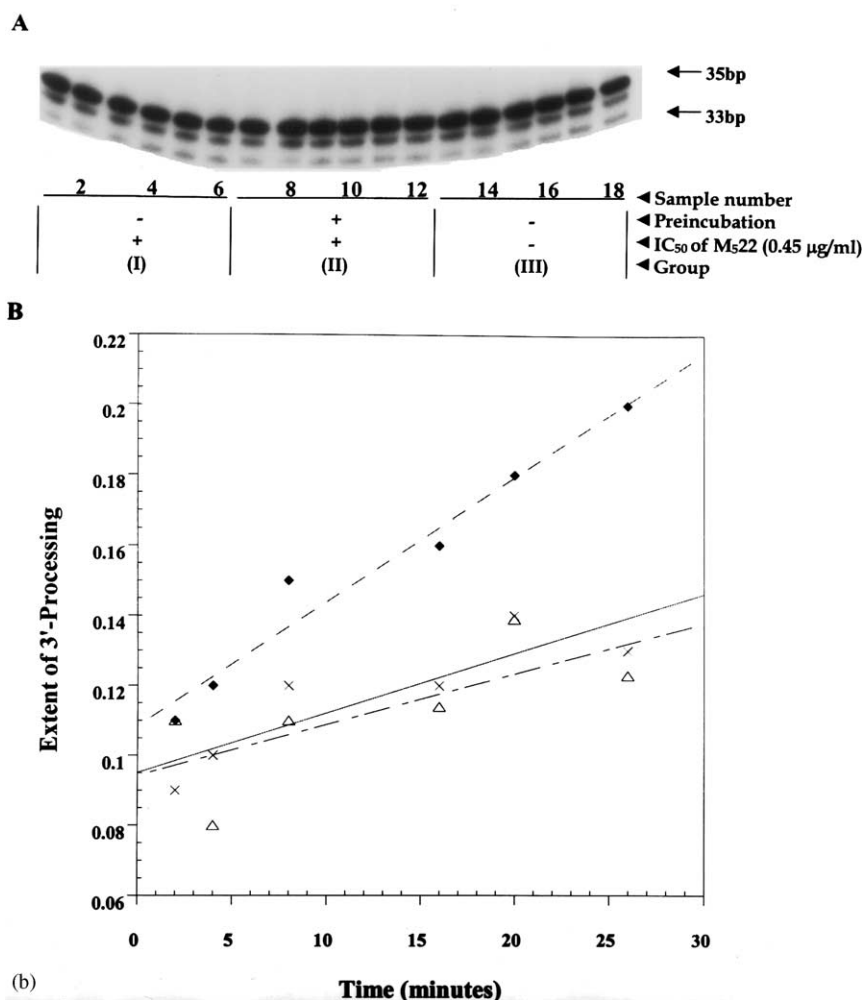 A
35bp
33bp
2 4 6 8 10 12 14 16 18 Sample number
- + - Preincubation
+ + - IC50 of M522 (0.45 µg/ml)
(I) (II) (III) Group
B
0.22
0.2
0.18
0.16
0.14
0.12
0.1
0.08
0.06
Extent of 3'-Processing
0 5 10 15 20 25 30
(b) Time (minutes)